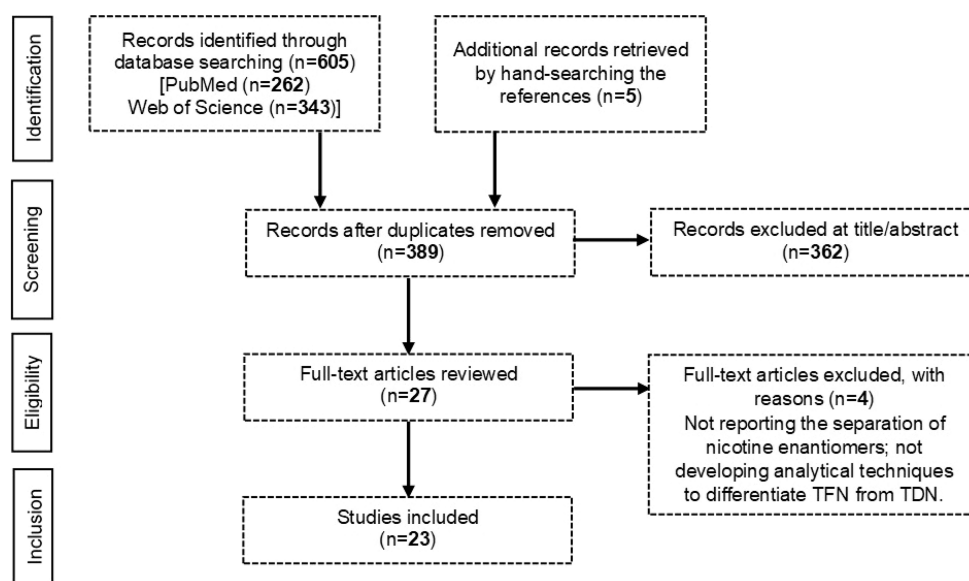 Identification
Records identified through
database searching (n=605)
[PubMed (n=262)
Web of Science (n=343)]
Additional records retrieved
by hand-searching the
references (n=5)
Screening
Records after duplicates removed
(n=389)
Records excluded at title/abstract
(n=362)
Eligibility
Full-text articles reviewed
(n=27)
Full-text articles excluded, with
reasons (n=4)
Not reporting the separation of
nicotine enantiomers; not
developing analytical techniques
to differentiate TFN from TDN.
Inclusion
Studies included
(n=23)